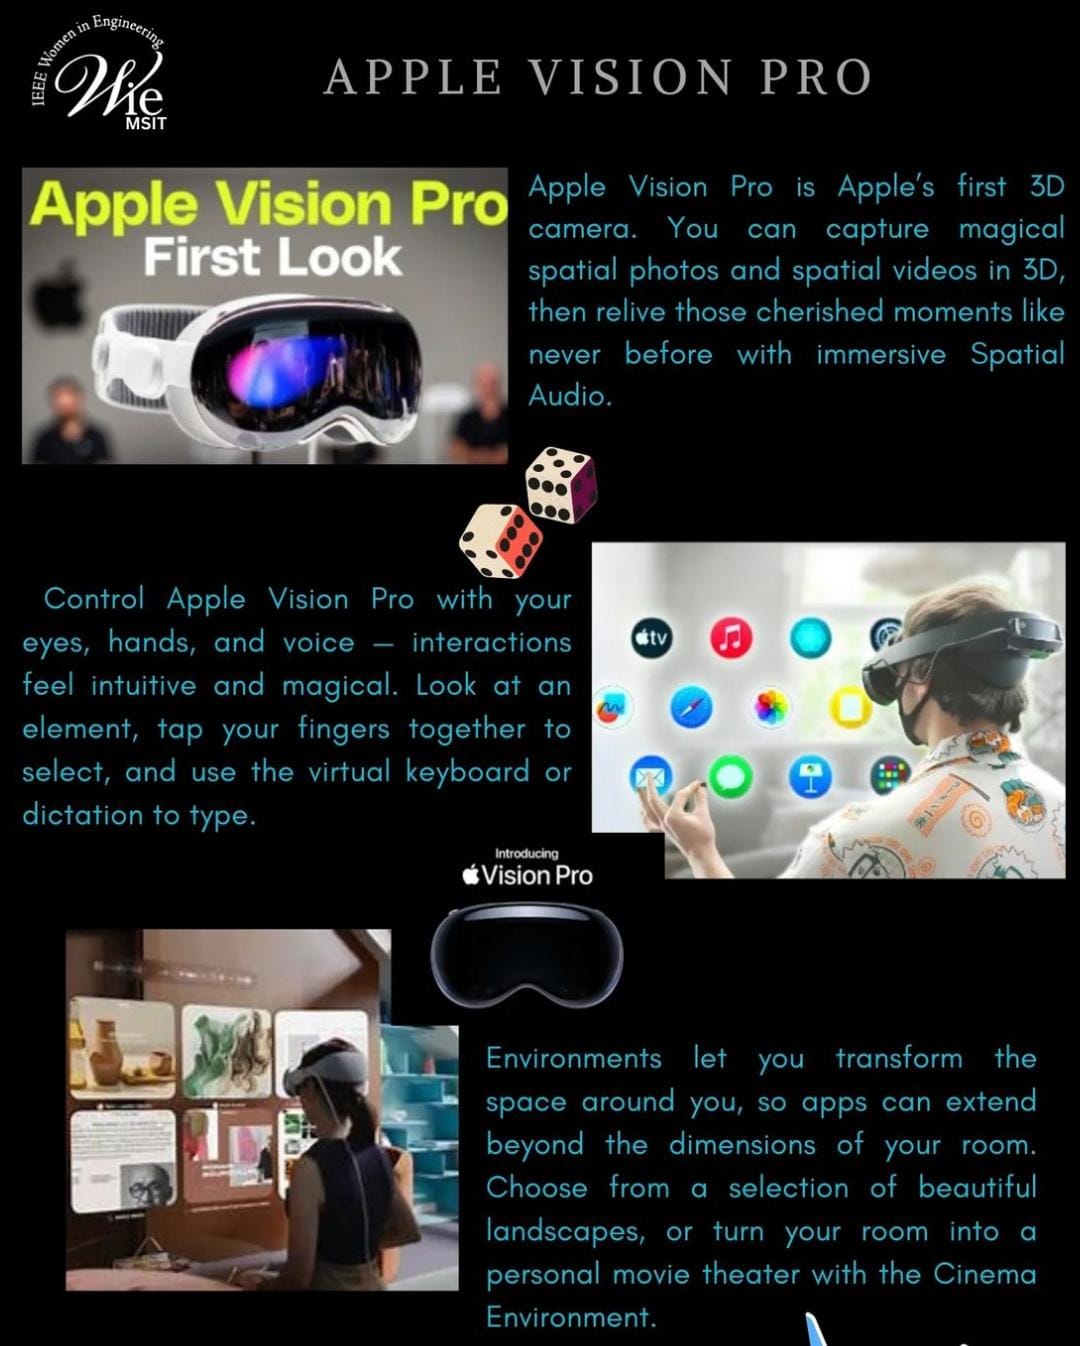 IEEE Women in Engineering
Wie
MSIT
APPLE VISION PRO
Apple Vision Pro
First Look
Apple Vision Pro is Apple's first 3D
camera. You can capture magical
spatial photos and spatial videos in 3D,
then relive those cherished moments like
never before with immersive Spatial
Audio.
Control Apple Vision Pro with your
eyes, hands, and voice – interactions
feel intuitive and magical. Look at an
element, tap your fingers together to
select, and use the virtual keyboard or
dictation to type.
tv
Introducing
Vision Pro
Environments let you transform the
space around you, so apps can extend
beyond the dimensions of your room.
Choose from a selection of beautiful
landscapes, or turn your room into a
personal movie theater with the Cinema
Environment.